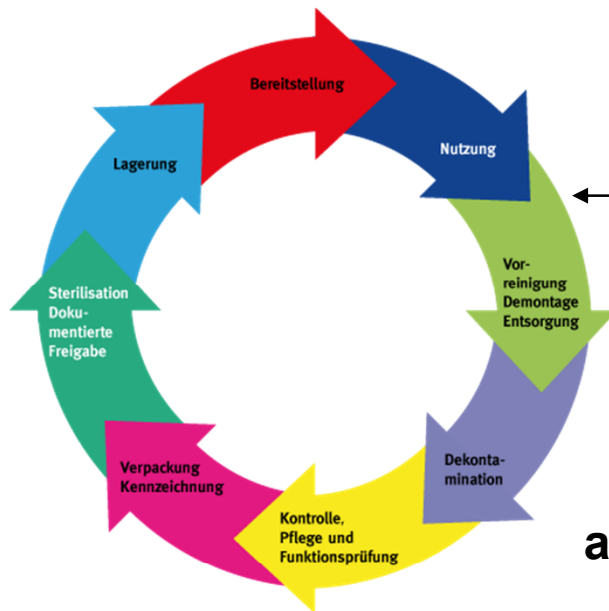 Bereitstellung
Nutzung
Vor-
reinigung
Demontage
Entsorgung
Dekonta-
mination
Kontrolle,
Pflege und
Funktionsprüfung
Verpackung
Kennzeichnung
Sterilisation
Doku-
mentierte
Freigabe
Lagerung
a